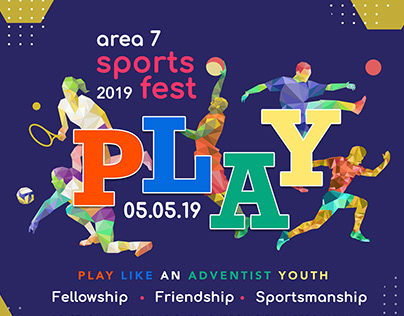 area 7
sports
2019 fest
PLAY
05.05.19
PLAY LIKE AN ADVENTIST YOUTH
Fellowship • Friendship • Sportsmanship